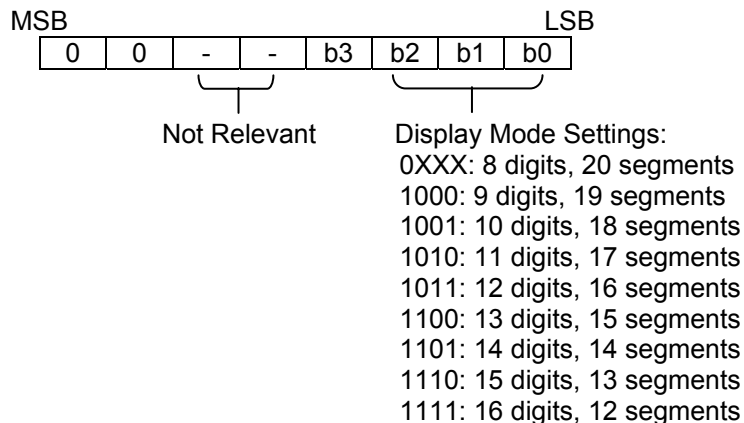 MSB LSB
0 0 - - b3 b2 b1 b0
Not Relevant Display Mode Settings:
0XXX: 8 digits, 20 segments
1000: 9 digits, 19 segments
1001: 10 digits, 18 segments
1010: 11 digits, 17 segments
1011: 12 digits, 16 segments
1100: 13 digits, 15 segments
1101: 14 digits, 14 segments
1110: 15 digits, 13 segments
1111: 16 digits, 12 segments